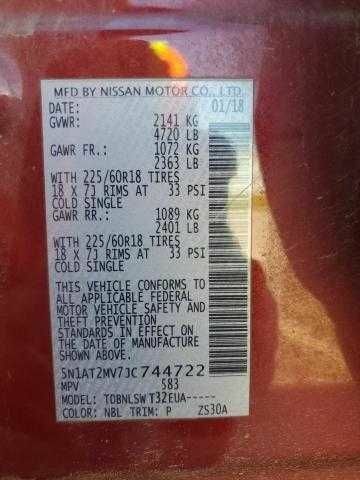 MFD BY NISSAN MOTOR CO., LTD.
DATE: 01/18
GVWR: 2141 KG
4720 LB
GAWR FR.: 1072 KG
2363 LB
WITH 225/60R18 TIRES
18 X 7J RIMS AT 33 PSI
COLD SINGLE
GAWR RR.: 1089 KG
2401 LB
WITH 225/60R18 TIRES
18 X 7J RIMS AT 33 PSI
COLD SINGLE
THIS VEHICLE CONFORMS TO
ALL APPLICABLE FEDERAL
MOTOR VEHICLE SAFETY AND
THEFT PREVENTION
STANDARDS IN EFFECT ON
THE DATE OF MANUFACTURE
SHOWN ABOVE.
5N1AT2MV7JC744722
MPV 583
MODEL: TDBNLSWT32EUA-----
COLOR: NBL TRIM: P ZS30A